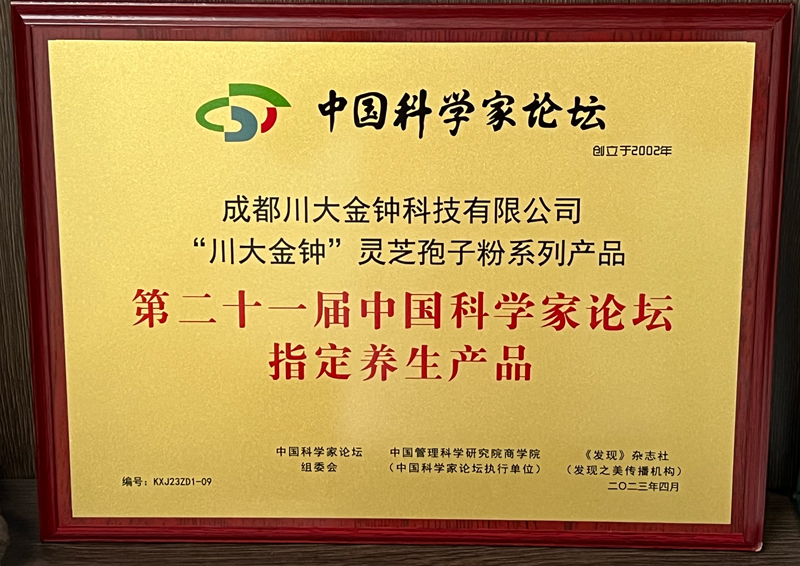 中国科学家论坛
创立于2002年
成都川大金钟科技有限公司
“川大金钟”灵芝孢子粉系列产品
第二十一届中国科学家论坛
指定养生产品
中国科学家论坛
组委会
中国管理科学研究院商学院
（中国科学家论坛执行单位）
《发现》杂志社
（发现之美传播机构）
二〇二三年四月
编号：KXJ23ZD1-09